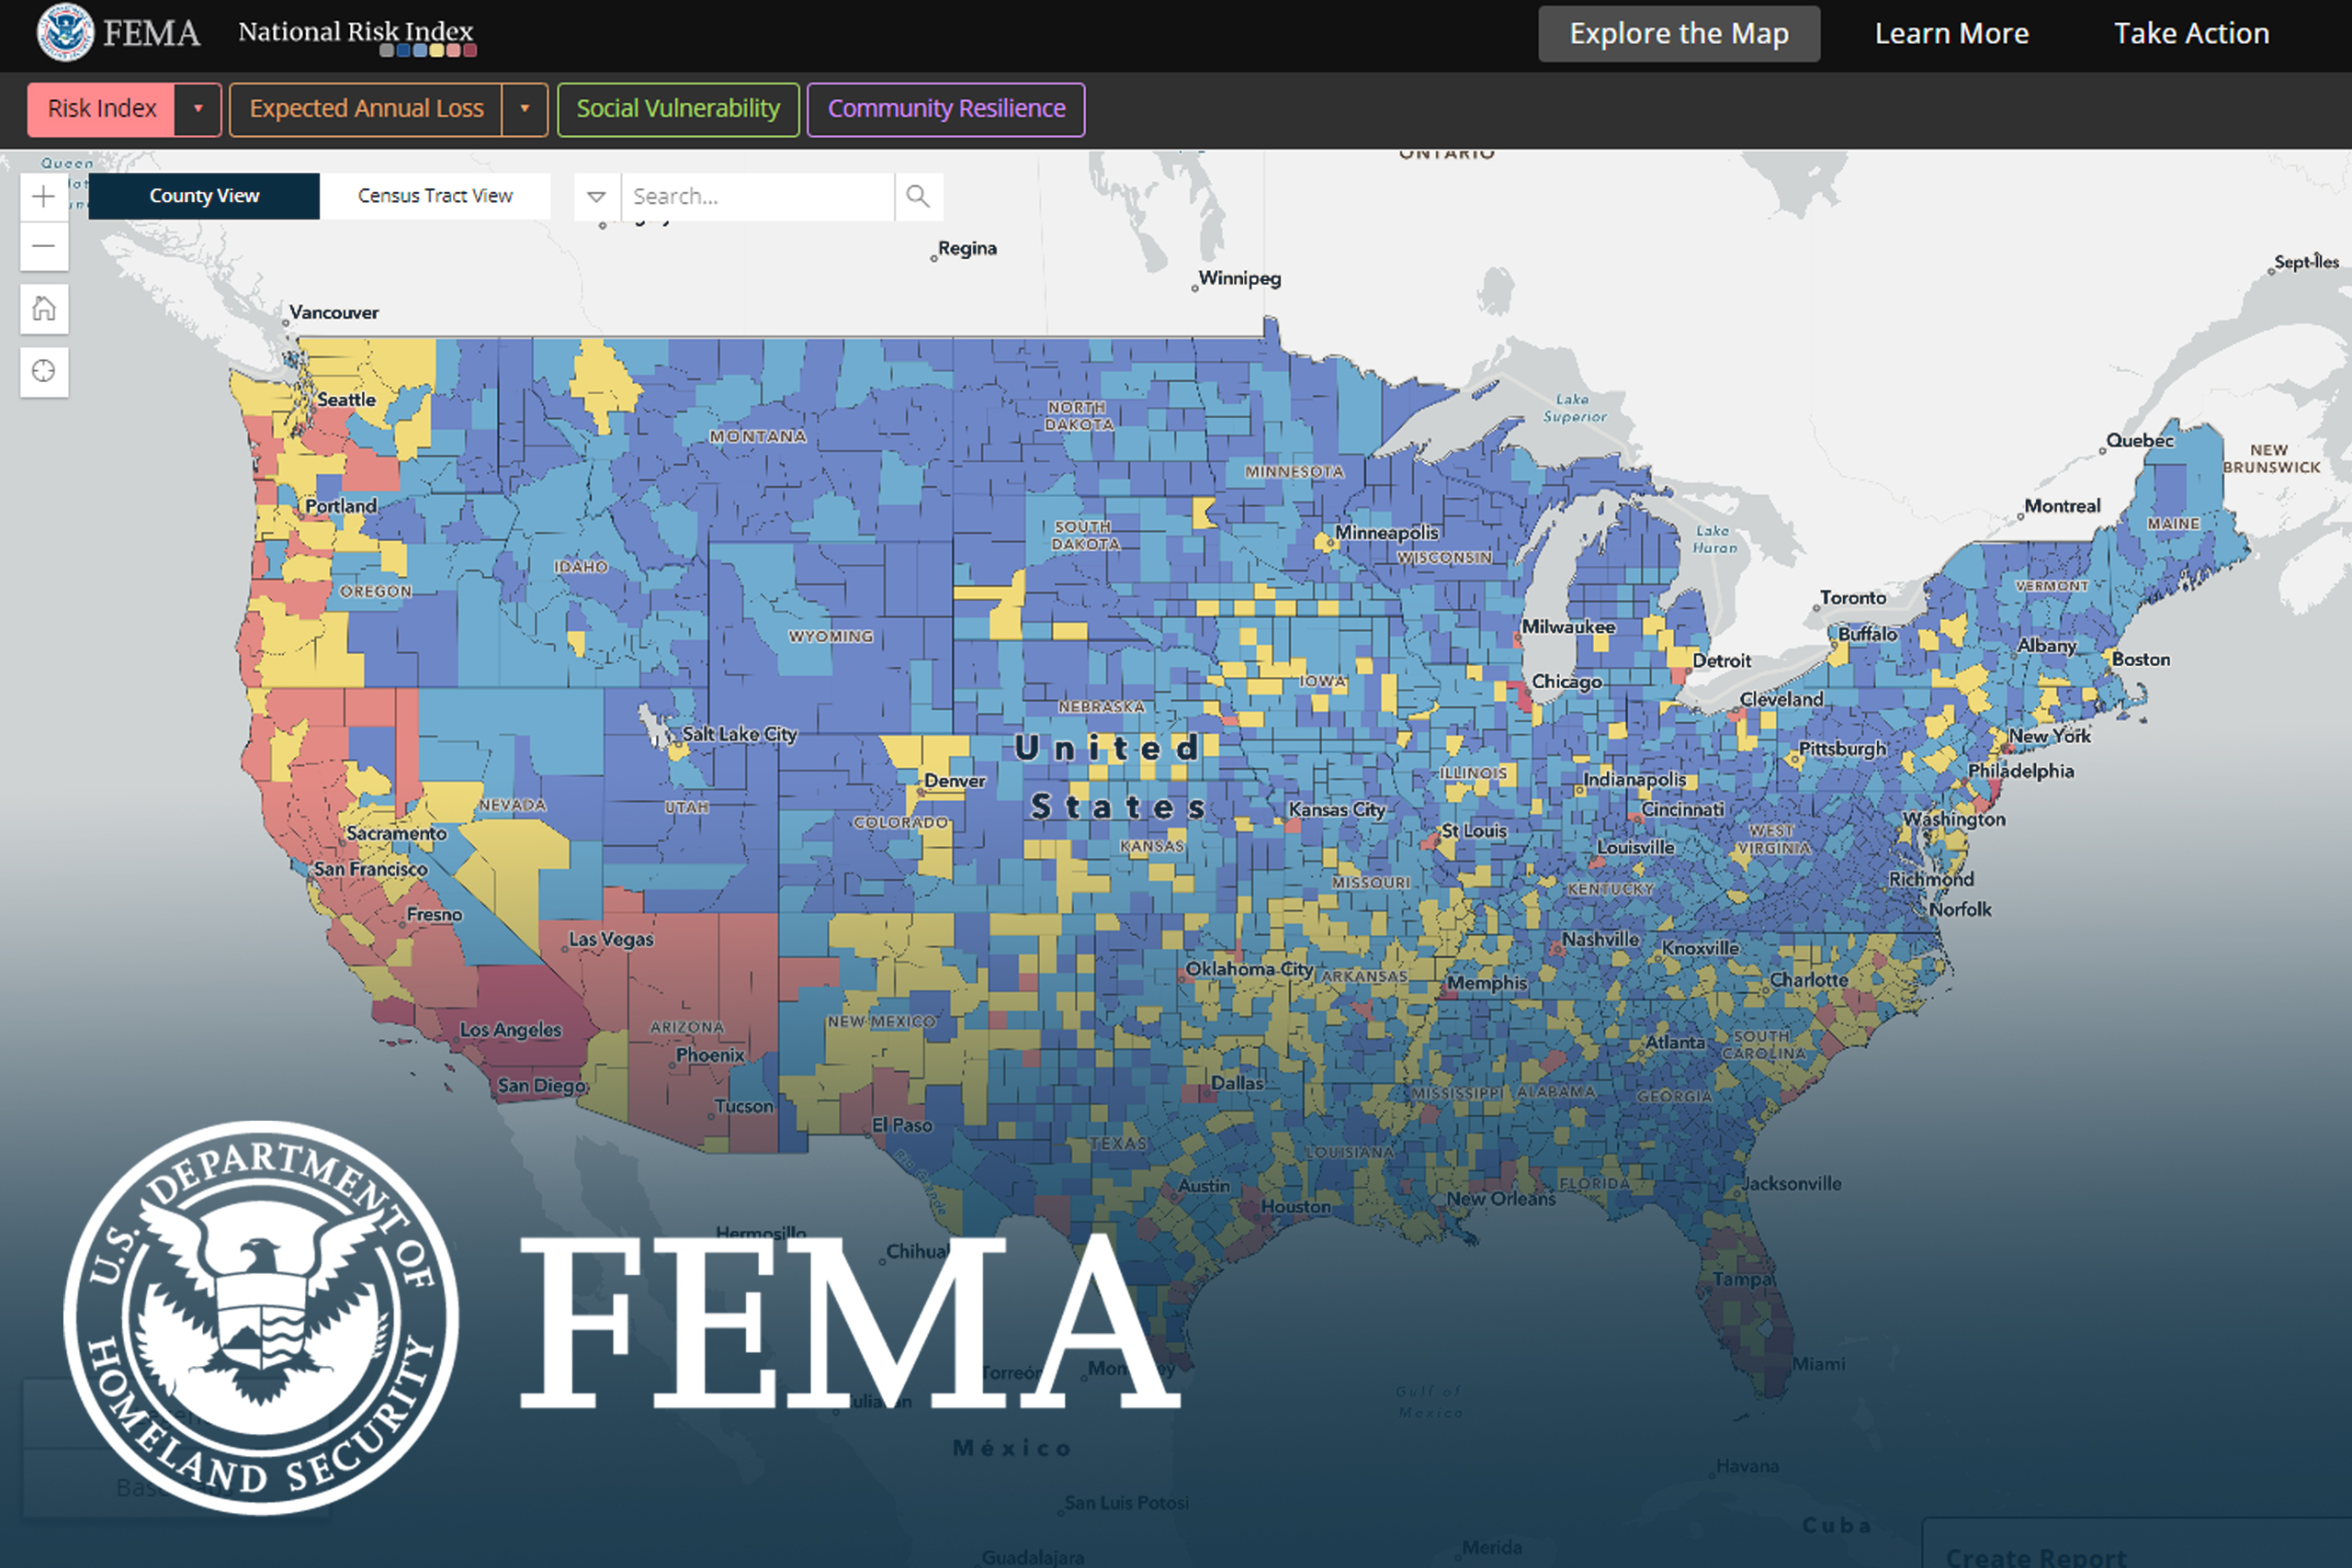 FEMA
National Risk Index
Explore the Map
Learn More
Take Action
Risk Index
Expected Annual Loss
Social Vulnerability
Community Resilience
Queen
ONTARIO
County View
Census Tract View
Search...
Regina
Winnipeg
Sept-Îles
Vancouver
Seattle
NORTH
DAKOTA
MONTANA
Lake
Superior
MINNESOTA
Quebec
NEW
BRUNSWICK
Portland
Montreal
MAINE
SOUTH
DAKOTA
Minneapolis
WISCONSIN
Lake
Huron
IDAHO
OREGON
VERMONT
Toronto
WYOMING
Milwaukee
Buffalo
Albany
Boston
Detroit
Chicago
IOWA
Cleveland
NEBRASKA
Salt Lake City
United
States
New York
Pittsburgh
Philadelphia
Denver
ILLINOIS
Indianapolis
NEVADA
UTAH
COLORADO
Kansas City
Cincinnati
Washington
Sacramento
St Louis
WEST
VIRGINIA
KANSAS
Louisville
San Francisco
MISSOURI
KENTUCKY
Richmond
Fresno
Norfolk
Las Vegas
Nashville
Knoxville
Oklahoma City
ARKANSAS
Memphis
Charlotte
Los Angeles
ARIZONA
NEW MEXICO
Phoenix
Atlanta
SOUTH
CAROLINA
San Diego
Dallas
MISSISSIPPI
ALABAMA
GEORGIA
Tucson
El Paso
TEXAS
LOUISIANA
Rio Grande
Austin
Houston
New Orleans
FLORIDA
Jacksonville
Hermosillo
Chihua
Tampa
U.S. DEPARTMENT OF
HOMELAND SECURITY
FEMA
Miami
Torreón
Gulf of
Mexico
México
Havana
San Luis Potosi
Cuba
Merida
Guadalajara
Create Report